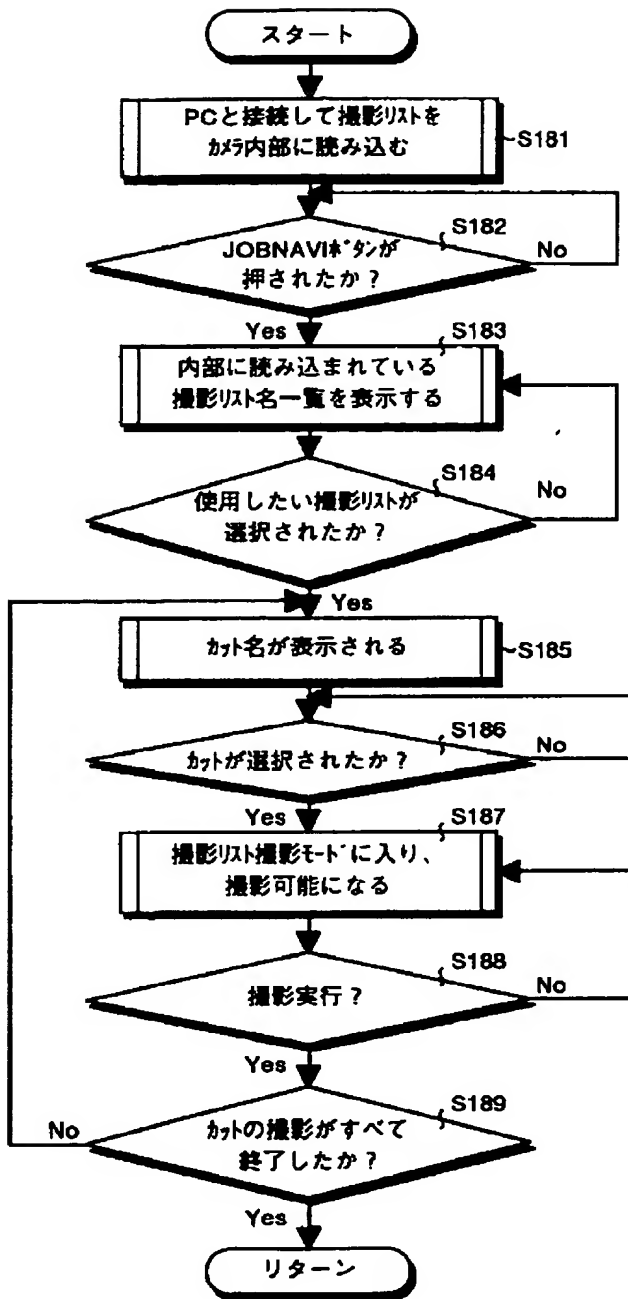 スタート
PCと接続して撮影リストを
ｶﾒﾗ内部に読み込む
S181
S182
JOBNAVIﾎﾞﾀﾝが
押されたか？
No
Yes
S183
内部に読み込まれている
撮影リスト名一覧を表示する
S184
使用したい撮影リストが
選択されたか？
No
Yes
ｶｯﾄ名が表示される
S185
S186
ｶｯﾄが選択されたか？
No
Yes
S187
撮影リスト撮影ﾓｰﾄﾞに入り、
撮影可能になる
S188
撮影実行？
No
Yes
S189
ｶｯﾄの撮影がすべて
終了したか？
No
Yes
リターン